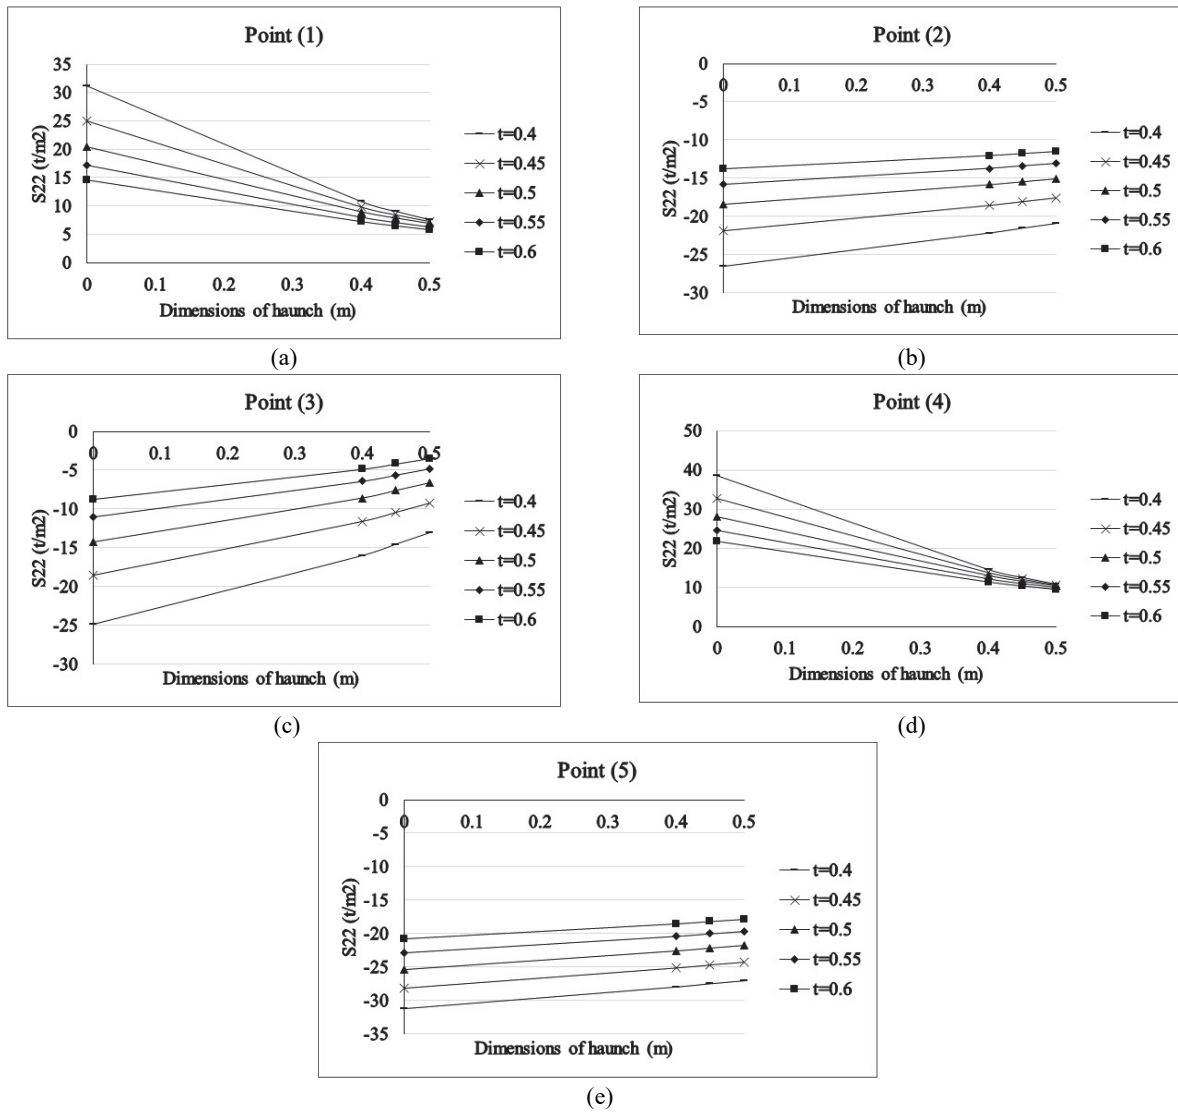 Point (1)
35
30
25
20
15
10
5
0
S22 (t/m2)
0 0.1 0.2 0.3 0.4 0.5
Dimensions of haunch (m)
t=0.4
t=0.45
t=0.5
t=0.55
t=0.6
(a)
Point (2)
0
-5
-10
-15
-20
-25
-30
S22 (t/m2)
0 0.1 0.2 0.3 0.4 0.5
Dimensions of haunch (m)
t=0.4
t=0.45
t=0.5
t=0.55
t=0.6
(b)
Point (3)
0
-5
-10
-15
-20
-25
-30
S22 (t/m2)
0 0.1 0.2 0.3 0.4 0.5
Dimensions of haunch (m)
t=0.4
t=0.45
t=0.5
t=0.55
t=0.6
(c)
Point (4)
50
40
30
20
10
0
S22 (t/m2)
0 0.1 0.2 0.3 0.4 0.5
Dimensions of haunch (m)
t=0.4
t=0.45
t=0.5
t=0.55
t=0.6
(d)
Point (5)
0
-5
-10
-15
-20
-25
-30
-35
S22 (t/m2)
0 0.1 0.2 0.3 0.4 0.5
Dimensions of haunch (m)
t=0.4
t=0.45
t=0.5
t=0.55
t=0.6
(e)